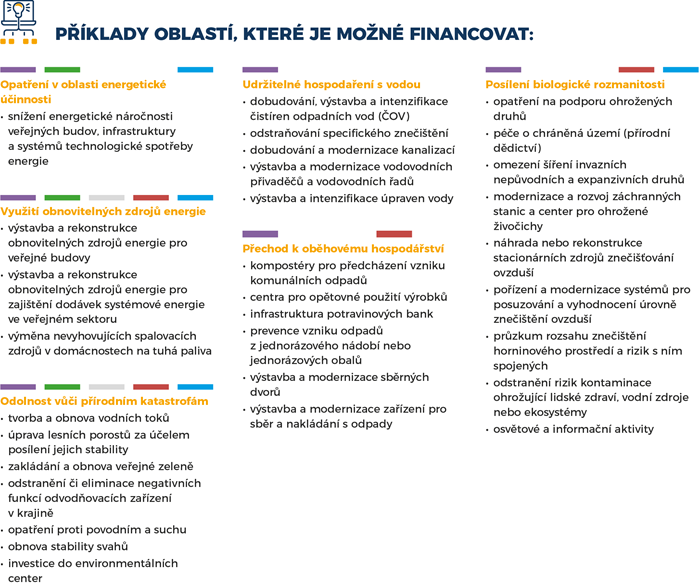 PŘÍKLADY OBLASTÍ, KTERÉ JE MOŽNÉ FINANCOVAT:
Opatření v oblasti energetické
účinnosti
• snížení energetické náročnosti
veřejných budov, infrastruktury
a systémů technologické spotřeby
energie
Využití obnovitelných zdrojů energie
• výstavba a rekonstrukce
obnovitelných zdrojů energie pro
veřejné budovy
• výstavba a rekonstrukce
obnovitelných zdrojů energie pro
zajištění dodávek systémové energie
ve veřejném sektoru
• výměna nevyhovujících spalovacích
zdrojů v domácnostech na tuhá paliva
Odolnost vůči přírodním katastrofám
• tvorba a obnova vodních toků
• úprava lesních porostů za účelem
posílení jejich stability
• zakládání a obnova veřejné zeleně
• odstranění či eliminace negativních
funkcí odvodňovacích zařízení
v krajině
• opatření proti povodním a suchu
• obnova stability svahů
• investice do environmentálních
center
Udržitelné hospodaření s vodou
• dobudování, výstavba a intenzifikace
čistíren odpadních vod (ČOV)
• odstraňování specifického znečištění
• dobudování a modernizace kanalizací
• výstavba a modernizace vodovodních
přivaděčů a vodovodních řadů
• výstavba a intenzifikace úpraven vody
Přechod k oběhovému hospodářství
• kompostéry pro předcházení vzniku
komunálních odpadů
• centra pro opětovné použití výrobků
• infrastruktura potravinových bank
• prevence vzniku odpadů
z jednorázového nádobí nebo
jednorázových obalů
• výstavba a modernizace sběrných
dvorů
• výstavba a modernizace zařízení pro
sběr a nakládání s odpady
Posílení biologické rozmanitosti
• opatření na podporu ohrožených
druhů
• péče o chráněná území (přírodní
dědictví)
• omezení šíření invazních
nepůvodních a expanzivních druhů
• modernizace a rozvoj záchranných
stanic a center pro ohrožené
živočichy
• náhrada nebo rekonstrukce
stacionárních zdrojů znečišťování
ovzduší
• pořízení a modernizace systémů pro
posuzování a vyhodnocení úrovně
znečištění ovzduší
• průzkum rozsahu znečištění
horninového prostředí a rizik s ním
spojených
• odstranění rizik kontaminace
ohrožující lidské zdraví, vodní zdroje
nebo ekosystémy
• osvětové a informační aktivity